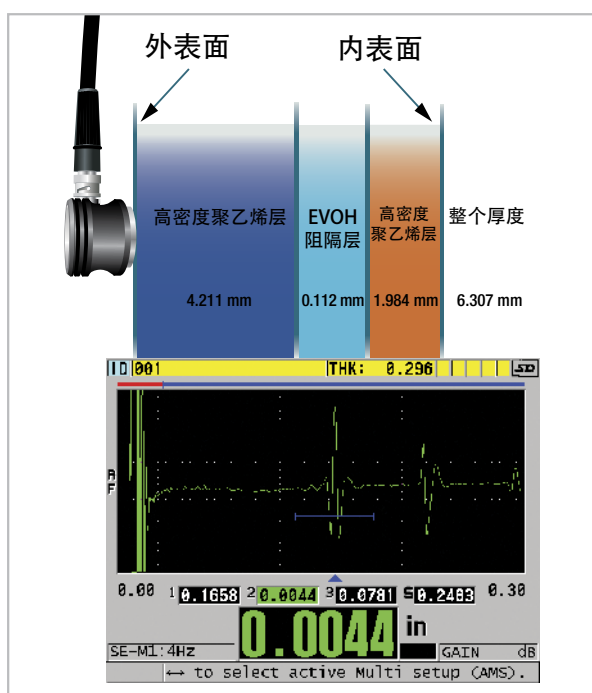 外表面 内表面
高密度聚乙烯层 EVOH 阻隔层 高密度 聚乙烯层 整个厚度
4.211 mm 0.112 mm 1.984 mm 6.307 mm
ID 001 THK: 0.296 SD
A
F
0.00 1 0.1658 2 0.0044 3 0.0781 S 0.2483 0.30
0.0044 in
SE-M1:4Hz GAIN dB
↔ to select active Multi setup (AMS).